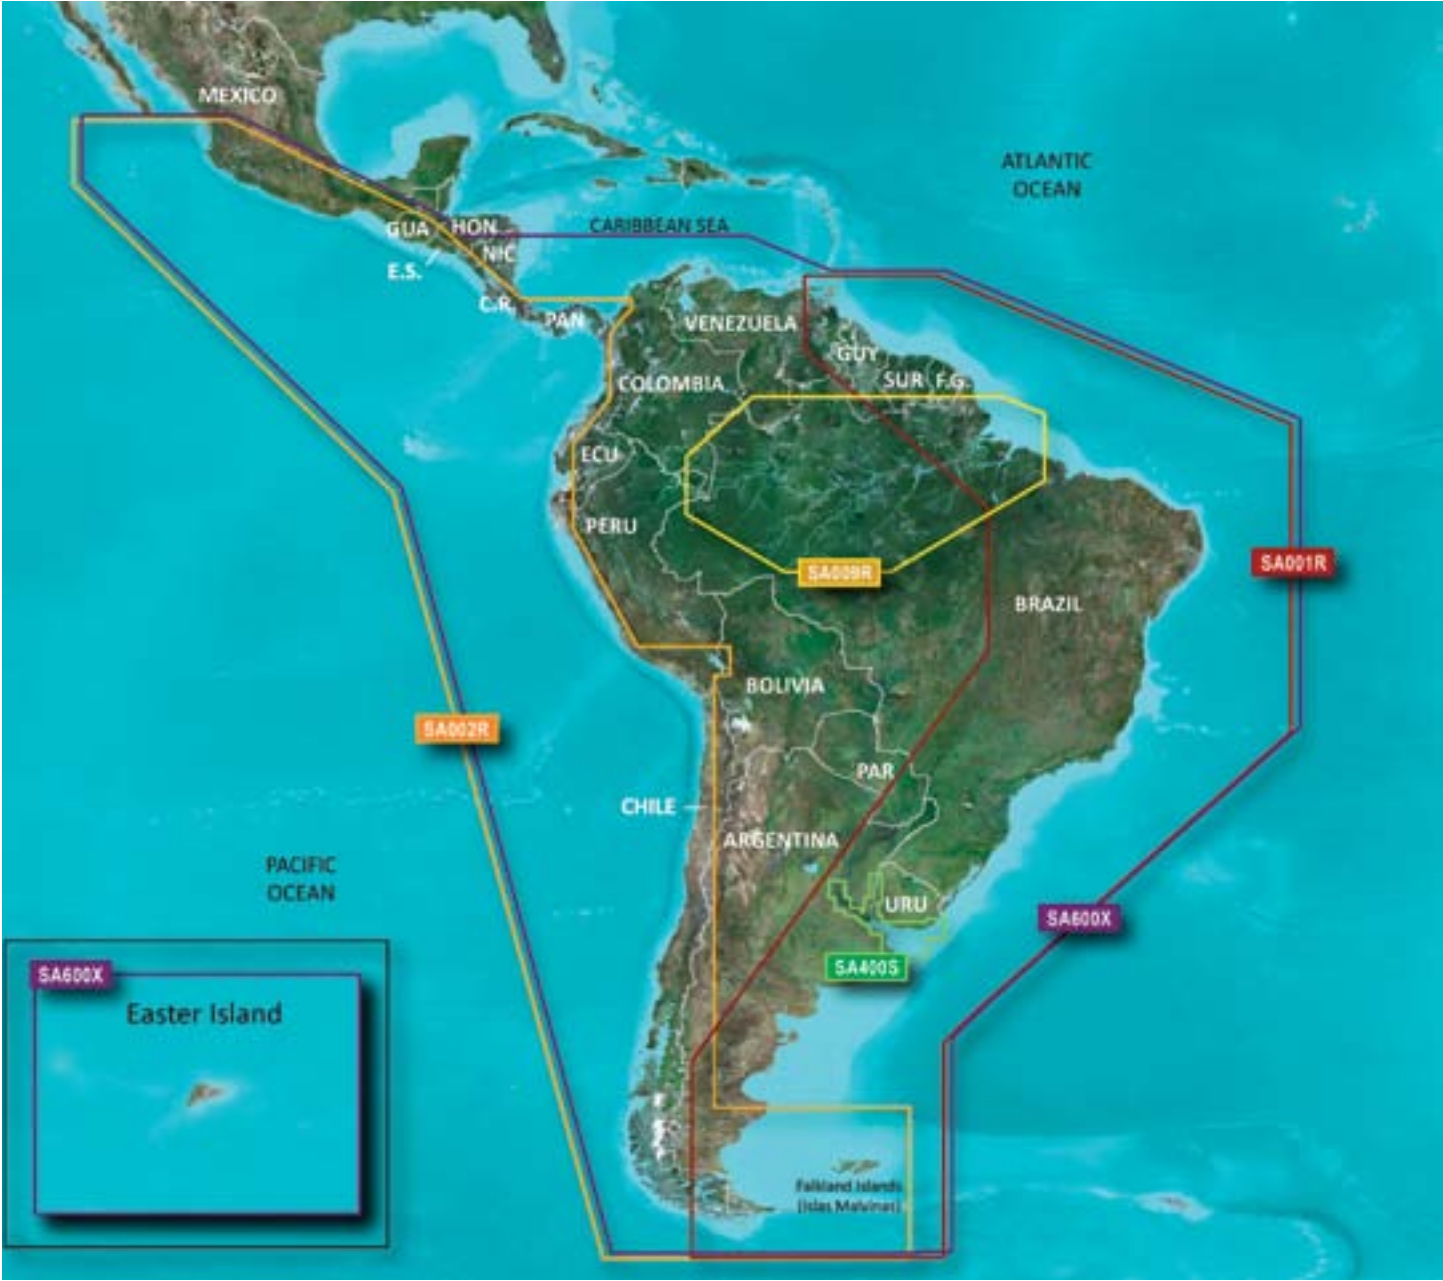 MEXICO
ATLANTIC
OCEAN
GUA
HON
CARIBBEAN SEA
NIC
E.S.
C.R.
PAN
VENEZUELA
GUY
COLOMBIA
SUR
F.G.
ECU
PERU
SA001R
SA009R
BRAZIL
BOLIVIA
SA002R
PAR
CHILE
ARGENTINA
PACIFIC
OCEAN
URU
SA600X
SA400S
SA600X
Easter Island
Falkland Islands
(Islas Malvinas)